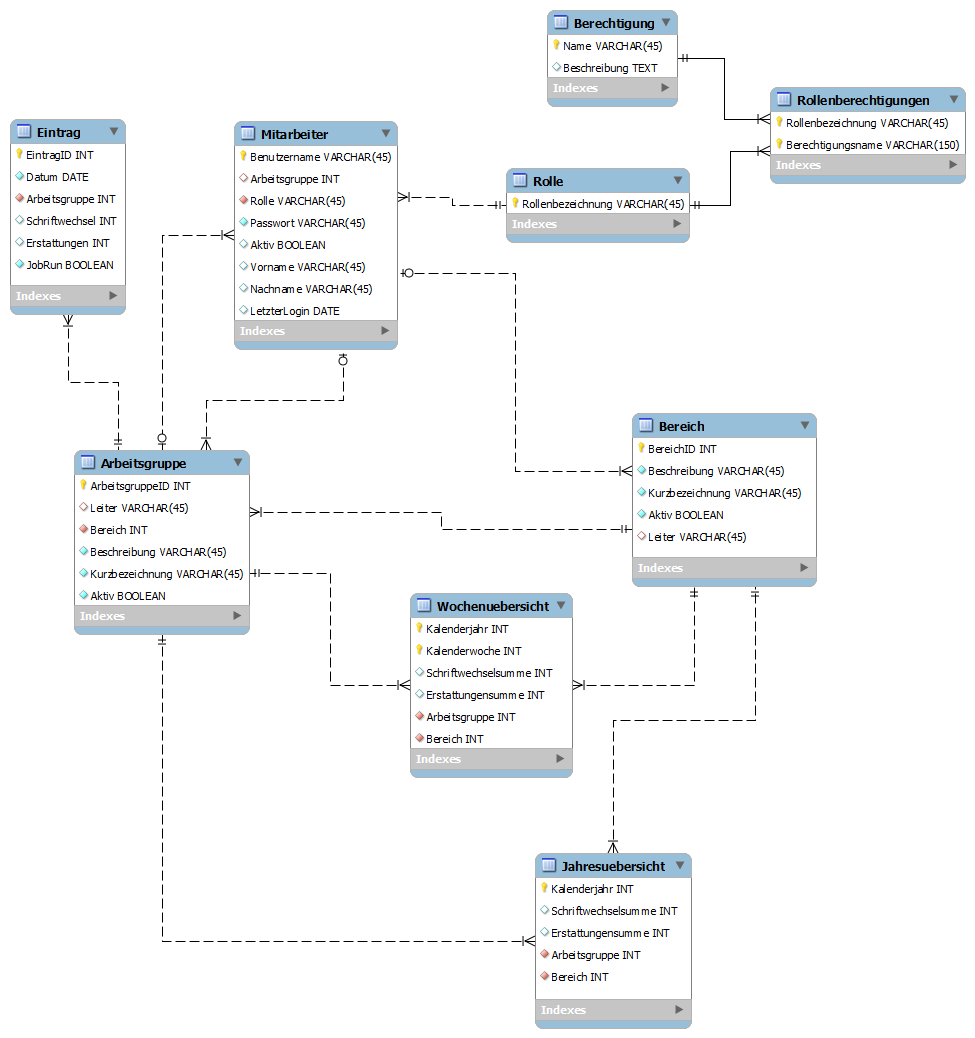 Berechtigung
Name VARCHAR(45)
Beschreibung TEXT
Indexes
Rollenberechtigungen
Rollenbezeichnung VARCHAR(45)
Berechtigungsname VARCHAR(150)
Indexes
Eintrag
EintragID INT
Datum DATE
Arbeitsgruppe INT
Schriftwechsel INT
Erstattungen INT
JobRun BOOLEAN
Indexes
Mitarbeiter
Benutzername VARCHAR(45)
Arbeitsgruppe INT
Rolle VARCHAR(45)
Passwort VARCHAR(45)
Aktiv BOOLEAN
Vorname VARCHAR(45)
Nachname VARCHAR(45)
LetzterLogin DATE
Indexes
Rolle
Rollenbezeichnung VARCHAR(45)
Indexes
Bereich
BereichID INT
Beschreibung VARCHAR(45)
Kurzbezeichnung VARCHAR(45)
Aktiv BOOLEAN
Leiter VARCHAR(45)
Indexes
Arbeitsgruppe
ArbeitsgruppeID INT
Leiter VARCHAR(45)
Bereich INT
Beschreibung VARCHAR(45)
Kurzbezeichnung VARCHAR(45)
Aktiv BOOLEAN
Indexes
Wochenuebersicht
Kalenderjahr INT
Kalenderwoche INT
Schriftwechselsumme INT
Erstattungensumme INT
Arbeitsgruppe INT
Bereich INT
Indexes
Jahresuebersicht
Kalenderjahr INT
Schriftwechselsumme INT
Erstattungensumme INT
Arbeitsgruppe INT
Bereich INT
Indexes